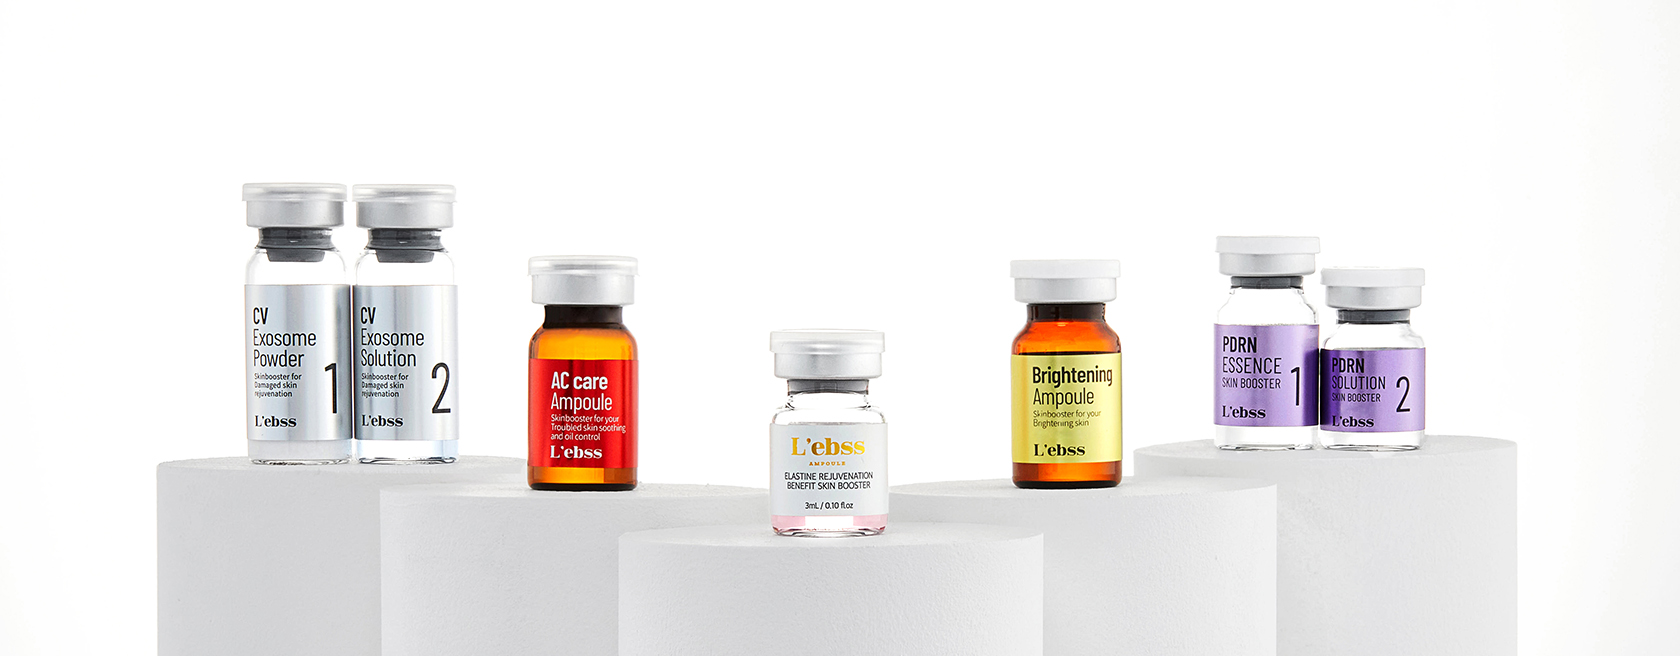 CV
Exosome
Powder
Skinbooster for
Damaged skin
rejuvenation
1
L'ebss
CV
Exosome
Solution
Skinbooster for
Damaged skin
rejuvenation
2
L'ebss
AC care
Ampoule
Skinbooster for your
Troubled skin soothing
and oil control
L'ebss
L'ebss
AMPOULE
ELASTINE REJUVENATION
BENEFIT SKIN BOOSTER
3mL / 0.10 fl.oz
Brightening
Ampoule
Skinbooster for your
Brightening skin
L'ebss
PDRN
ESSENCE
SKIN BOOSTER
1
L'ebss
PDRN
SOLUTION
SKIN BOOSTER
2
L'ebss